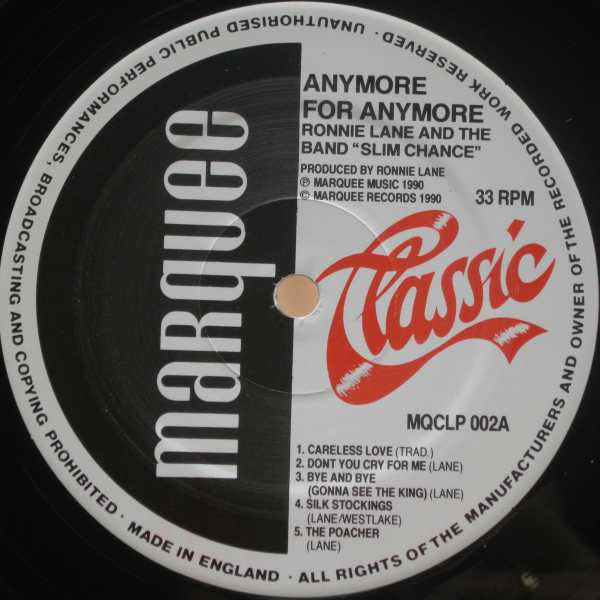 ANYMORE
FOR ANYMORE
RONNIE LANE AND THE
BAND "SLIM CHANCE"
PRODUCED BY RONNIE LANE
℗ MARQUEE MUSIC 1990
© MARQUEE RECORDS 1990
33 RPM
marquee
Classic
MQCLP 002A
1. CARELESS LOVE (TRAD.)
2. DONT YOU CRY FOR ME (LANE)
3. BYE AND BYE
(GONNA SEE THE KING) (LANE)
4. SILK STOCKINGS
(LANE/WESTLAKE)
5. THE POACHER
(LANE)
· MADE IN ENGLAND · ALL RIGHTS OF THE MANUFACTURERS AND OWNER OF THE RECORDED WORK RESERVED · UNAUTHORISED PUBLIC PERFORMANCES, BROADCASTING AND COPYING PROHIBITED